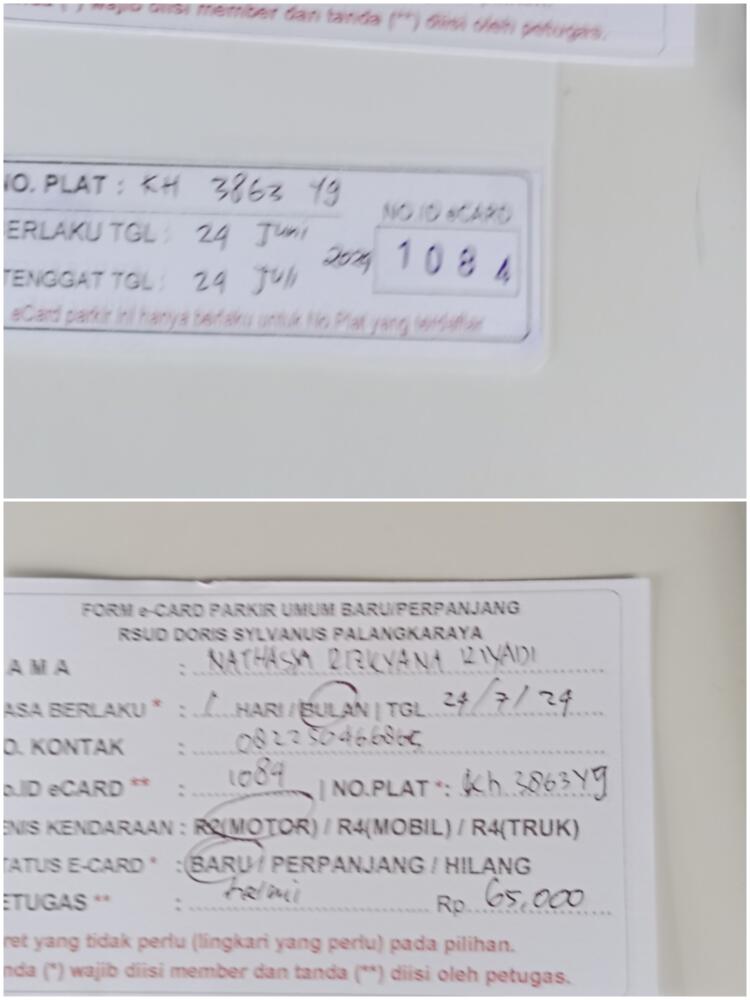 ) wajib diisi member dan tanda (**) diisi oleh petugas.
NO. PLAT : KH 3863 YG
ERLAKU TGL : 24 Juni
2024
TENGGAT TGL : 24 Juli
NO ID eCARD
1084
eCard parkir ini hanya berlaku untuk No Plat yang terdaftar
FORM e-CARD PARKIR UMUM BARU/PERPANJANG
RSUD DORIS SYLVANUS PALANGKARAYA
AMA : NATHASYA RIZKYANA RIYADI
ASA BERLAKU * : 1 HARI / BULAN | TGL 24/7/24
O. KONTAK :
o.ID eCARD ** : 1084 | NO.PLAT *: Kh 3863 Yg
ENIS KENDARAAN : R2(MOTOR) / R4(MOBIL) / R4(TRUK)
TATUS E-CARD * : BARU / PERPANJANG / HILANG
ETUGAS ** : helmi Rp. 65.000
ret yang tidak perlu (lingkari yang perlu) pada pilihan.
nda (*) wajib diisi member dan tanda (**) diisi oleh petugas.